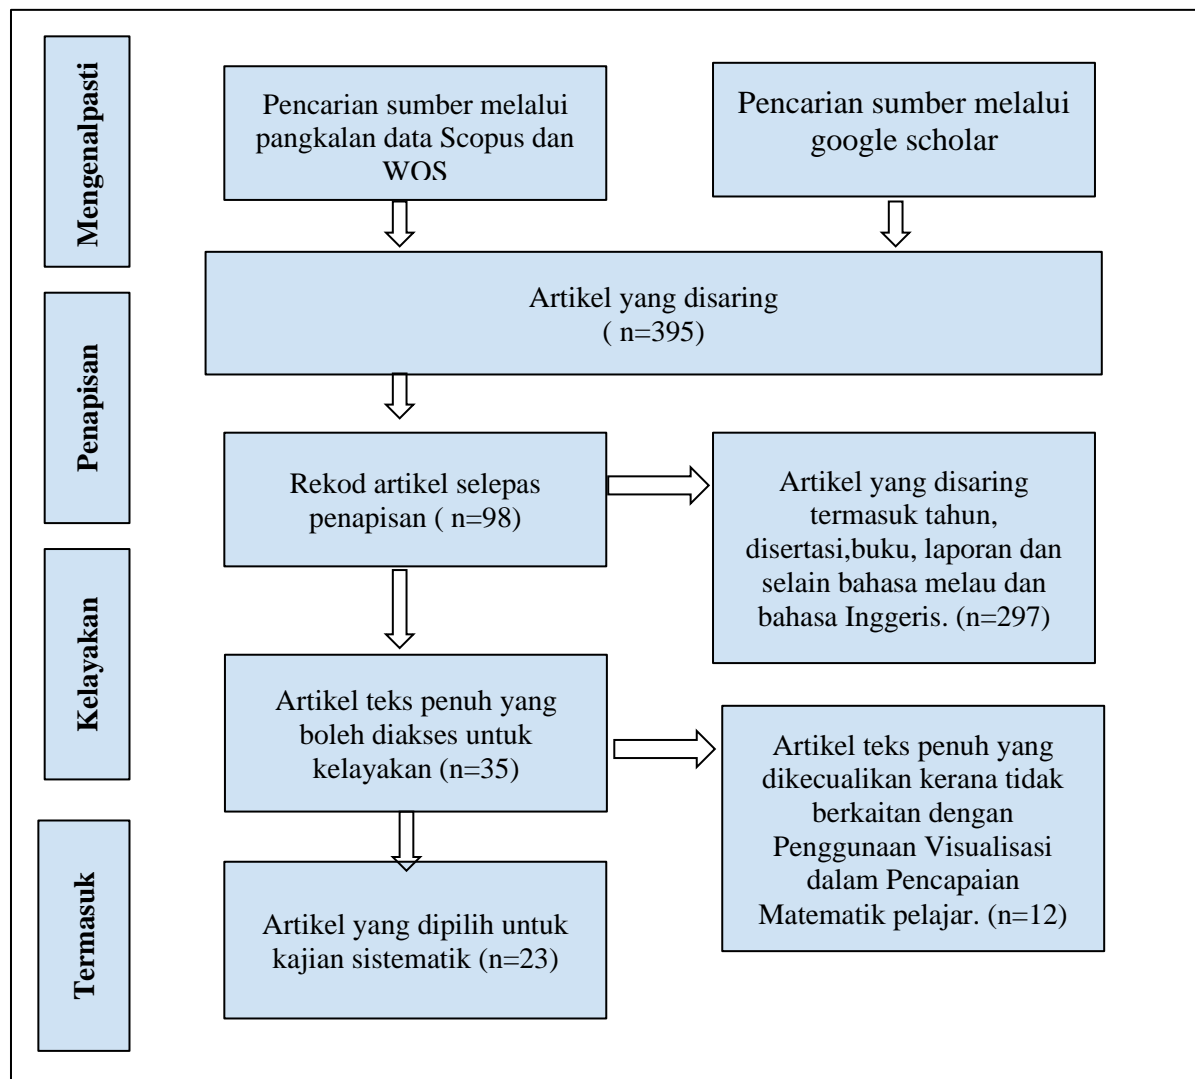 Mengenalpasti
Pencarian sumber melalui
pangkalan data Scopus dan
WOS
Pencarian sumber melalui
google scholar
Artikel yang disaring
( n=395)
Penapisan
Rekod artikel selepas
penapisan ( n=98)
Artikel yang disaring
termasuk tahun,
disertasi,buku, laporan dan
selain bahasa melau dan
bahasa Inggeris. (n=297)
Kelayakan
Artikel teks penuh yang
boleh diakses untuk
kelayakan (n=35)
Artikel teks penuh yang
dikecualikan kerana tidak
berkaitan dengan
Penggunaan Visualisasi
dalam Pencapaian
Matematik pelajar. (n=12)
Termasuk
Artikel yang dipilih untuk
kajian sistematik (n=23)